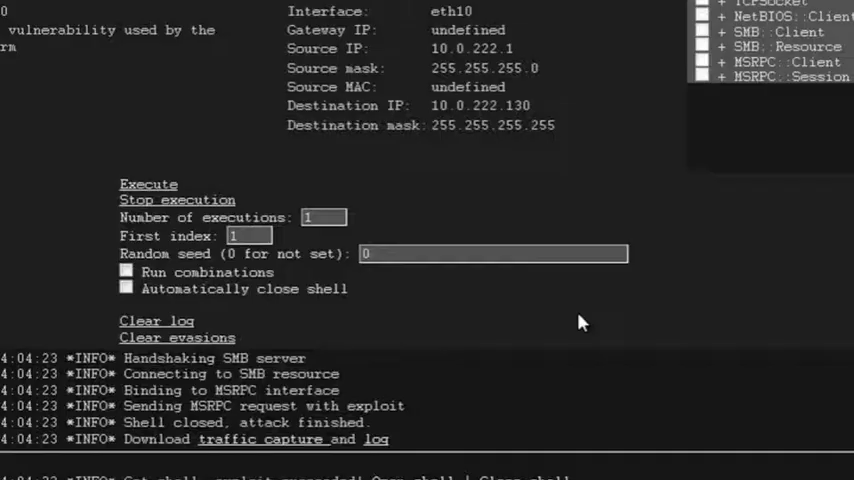 0
vulnerability used by the
rm
Interface: eth10
Gateway IP: undefined
Source IP: 10.0.222.1
Source mask: 255.255.255.0
Source MAC: undefined
Destination IP: 10.0.222.130
Destination mask: 255.255.255.255
+ TCPSocket
+ NetBIOS::Client
+ SMB::Client
+ SMB::Resource
+ MSRPC::Client
+ MSRPC::Session
Execute
Stop execution
Number of executions: 1
First index: 1
Random seed (0 for not set): 0
Run combinations
Automatically close shell
Clear log
Clear evasions
4:04:23 *INFO* Handshaking SMB server
4:04:23 *INFO* Connecting to SMB resource
4:04:23 *INFO* Binding to MSRPC interface
4:04:23 *INFO* Sending MSRPC request with exploit
4:04:23 *INFO* Shell closed, attack finished.
4:04:23 *INFO* Download traffic capture and log